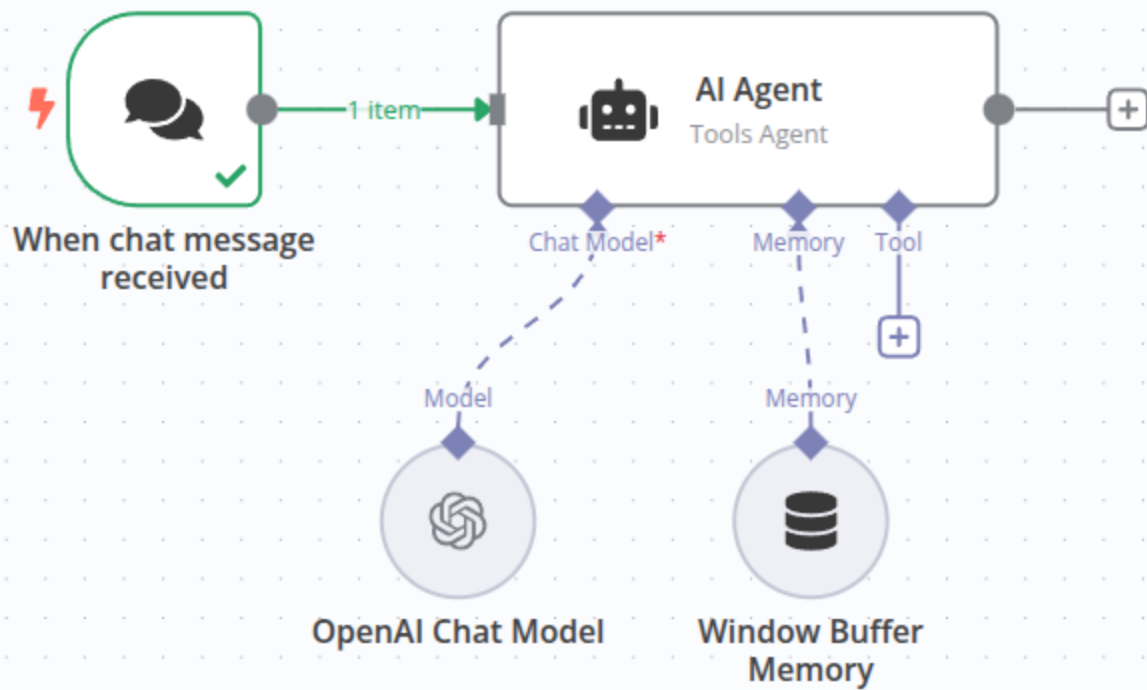 1 item
AI Agent
Tools Agent
When chat message
received
Chat Model*
Memory
Tool
Model
Memory
OpenAI Chat Model
Window Buffer
Memory